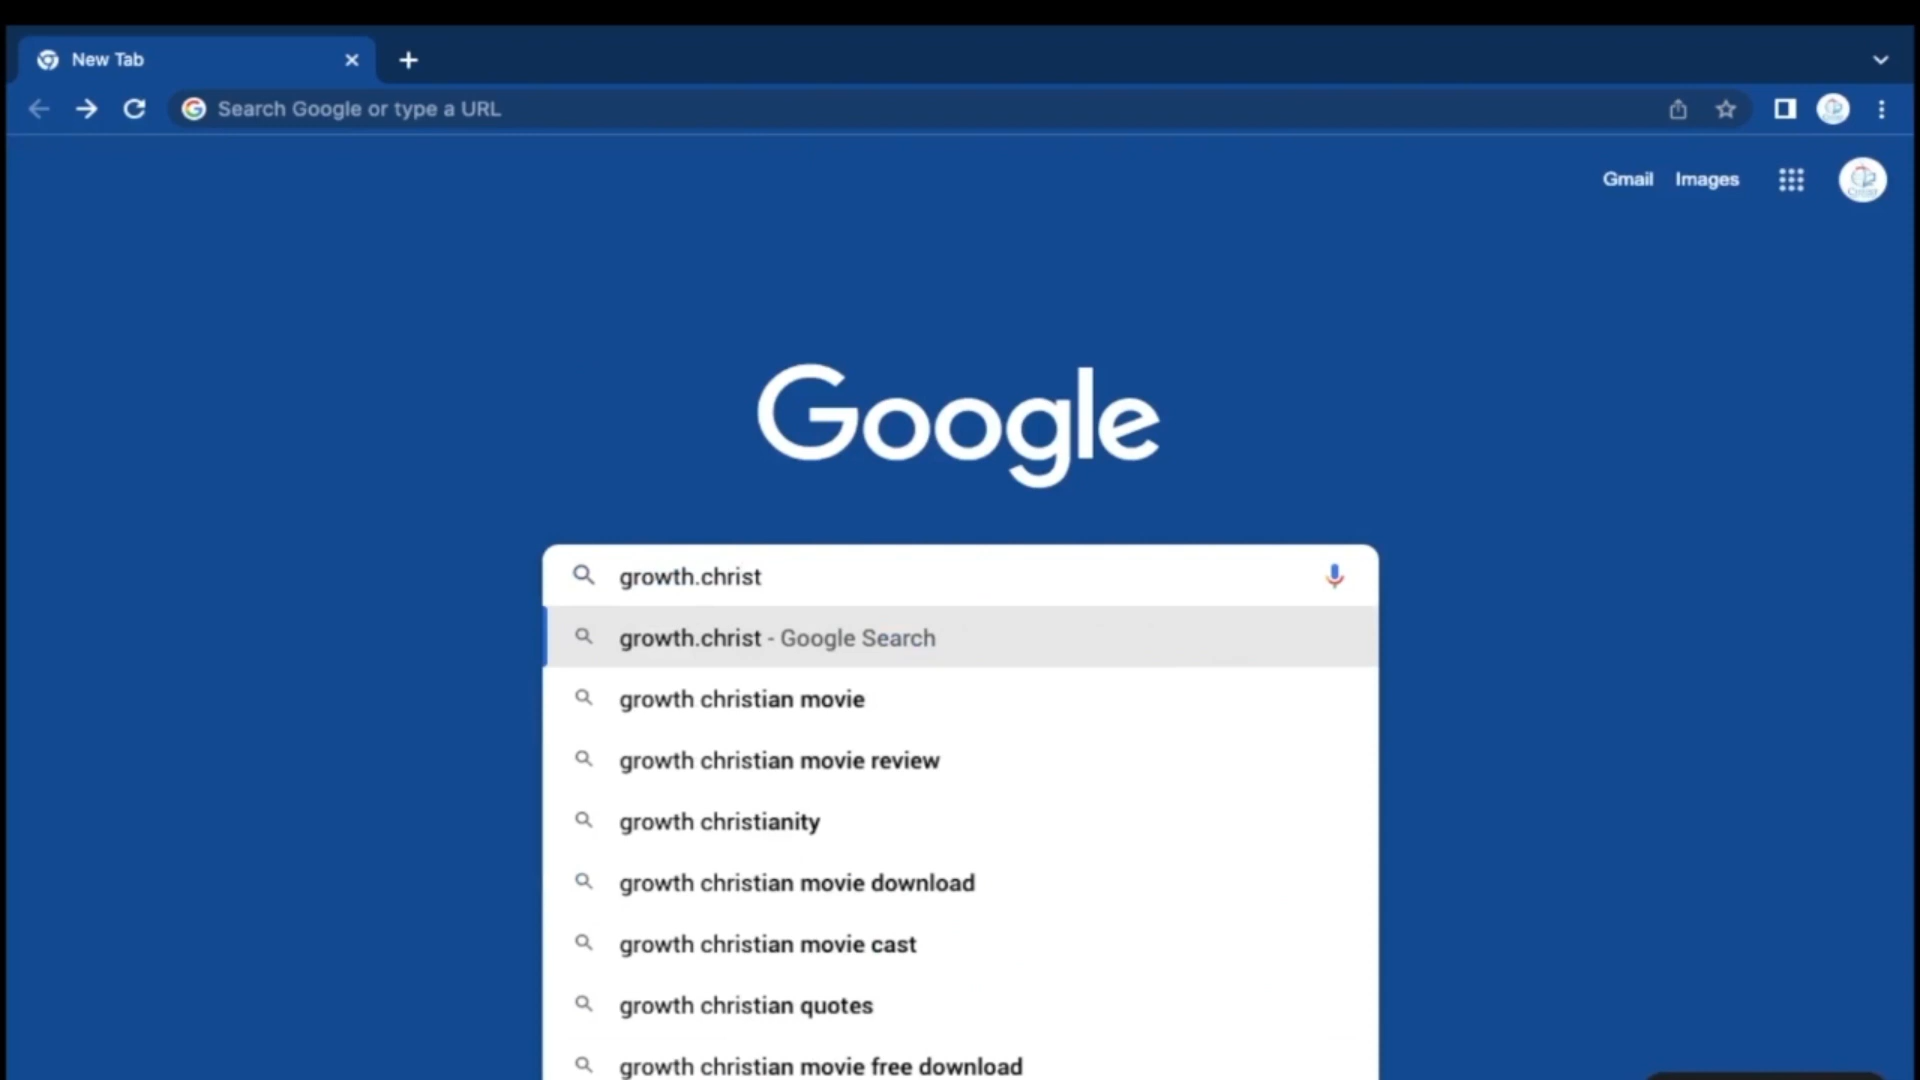 New Tab
Search Google or type a URL
Gmail Images
Google
growth.christ
growth.christ - Google Search
growth christian movie
growth christian movie review
growth christianity
growth christian movie download
growth christian movie cast
growth christian quotes
growth christian movie free download